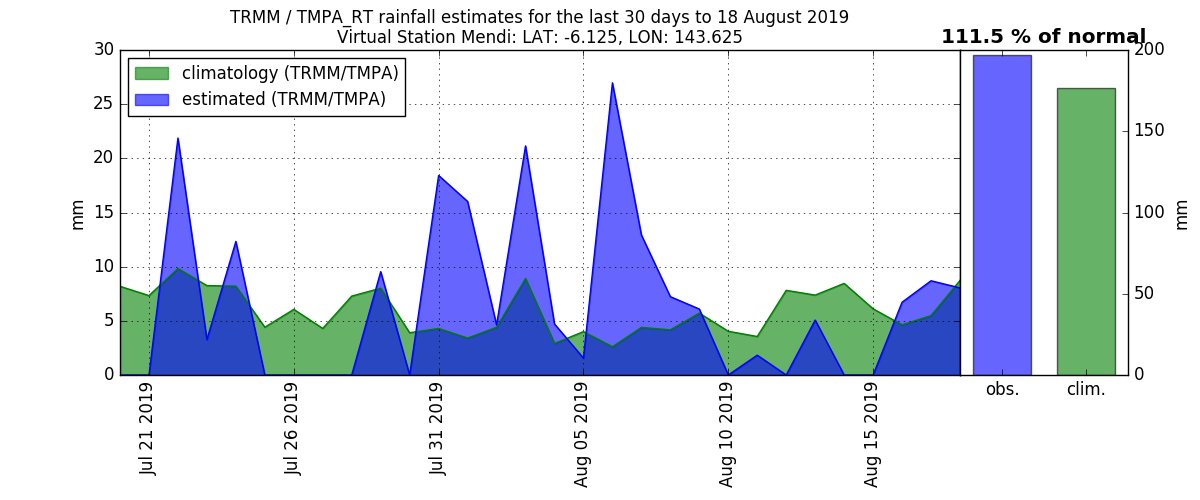 TRMM / TMPA_RT rainfall estimates for the last 30 days to 18 August 2019
Virtual Station Mendi: LAT: -6.125, LON: 143.625
111.5 % of normal
climatology (TRMM/TMPA)
estimated (TRMM/TMPA)
30
25
20
15
10
5
0
mm
Jul 21 2019
Jul 26 2019
Jul 31 2019
Aug 05 2019
Aug 10 2019
Aug 15 2019
200
150
100
50
0
mm
obs.
clim.